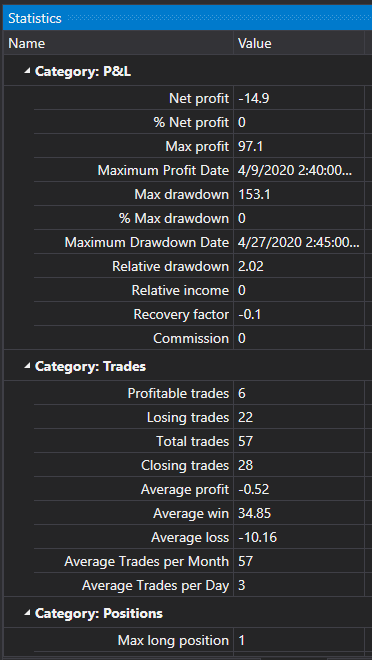 Statistics
Name Value
Category: P&L
Net profit -14.9
% Net profit 0
Max profit 97.1
Maximum Profit Date 4/9/2020 2:40:00...
Max drawdown 153.1
% Max drawdown 0
Maximum Drawdown Date 4/27/2020 2:45:00...
Relative drawdown 2.02
Relative income 0
Recovery factor -0.1
Commission 0
Category: Trades
Profitable trades 6
Losing trades 22
Total trades 57
Closing trades 28
Average profit -0.52
Average win 34.85
Average loss -10.16
Average Trades per Month 57
Average Trades per Day 3
Category: Positions
Max long position 1